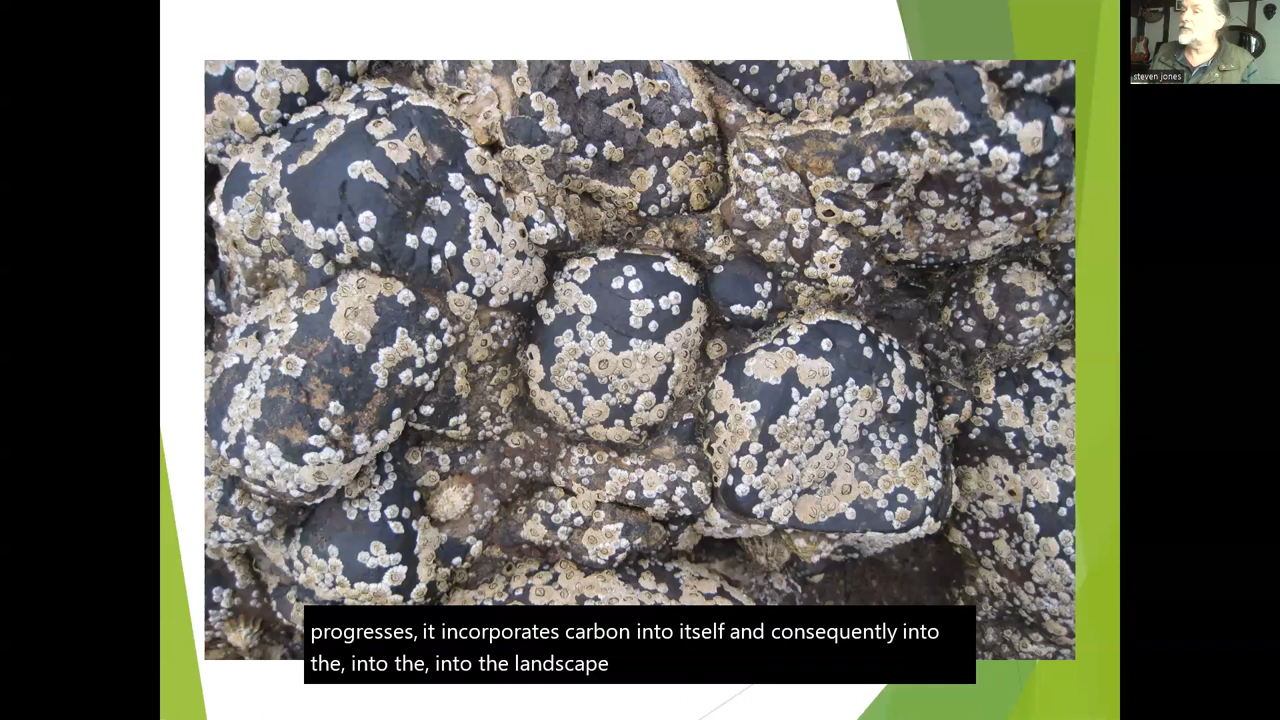 steven jones
progresses, it incorporates carbon into itself and consequently into
the, into the, into the landscape